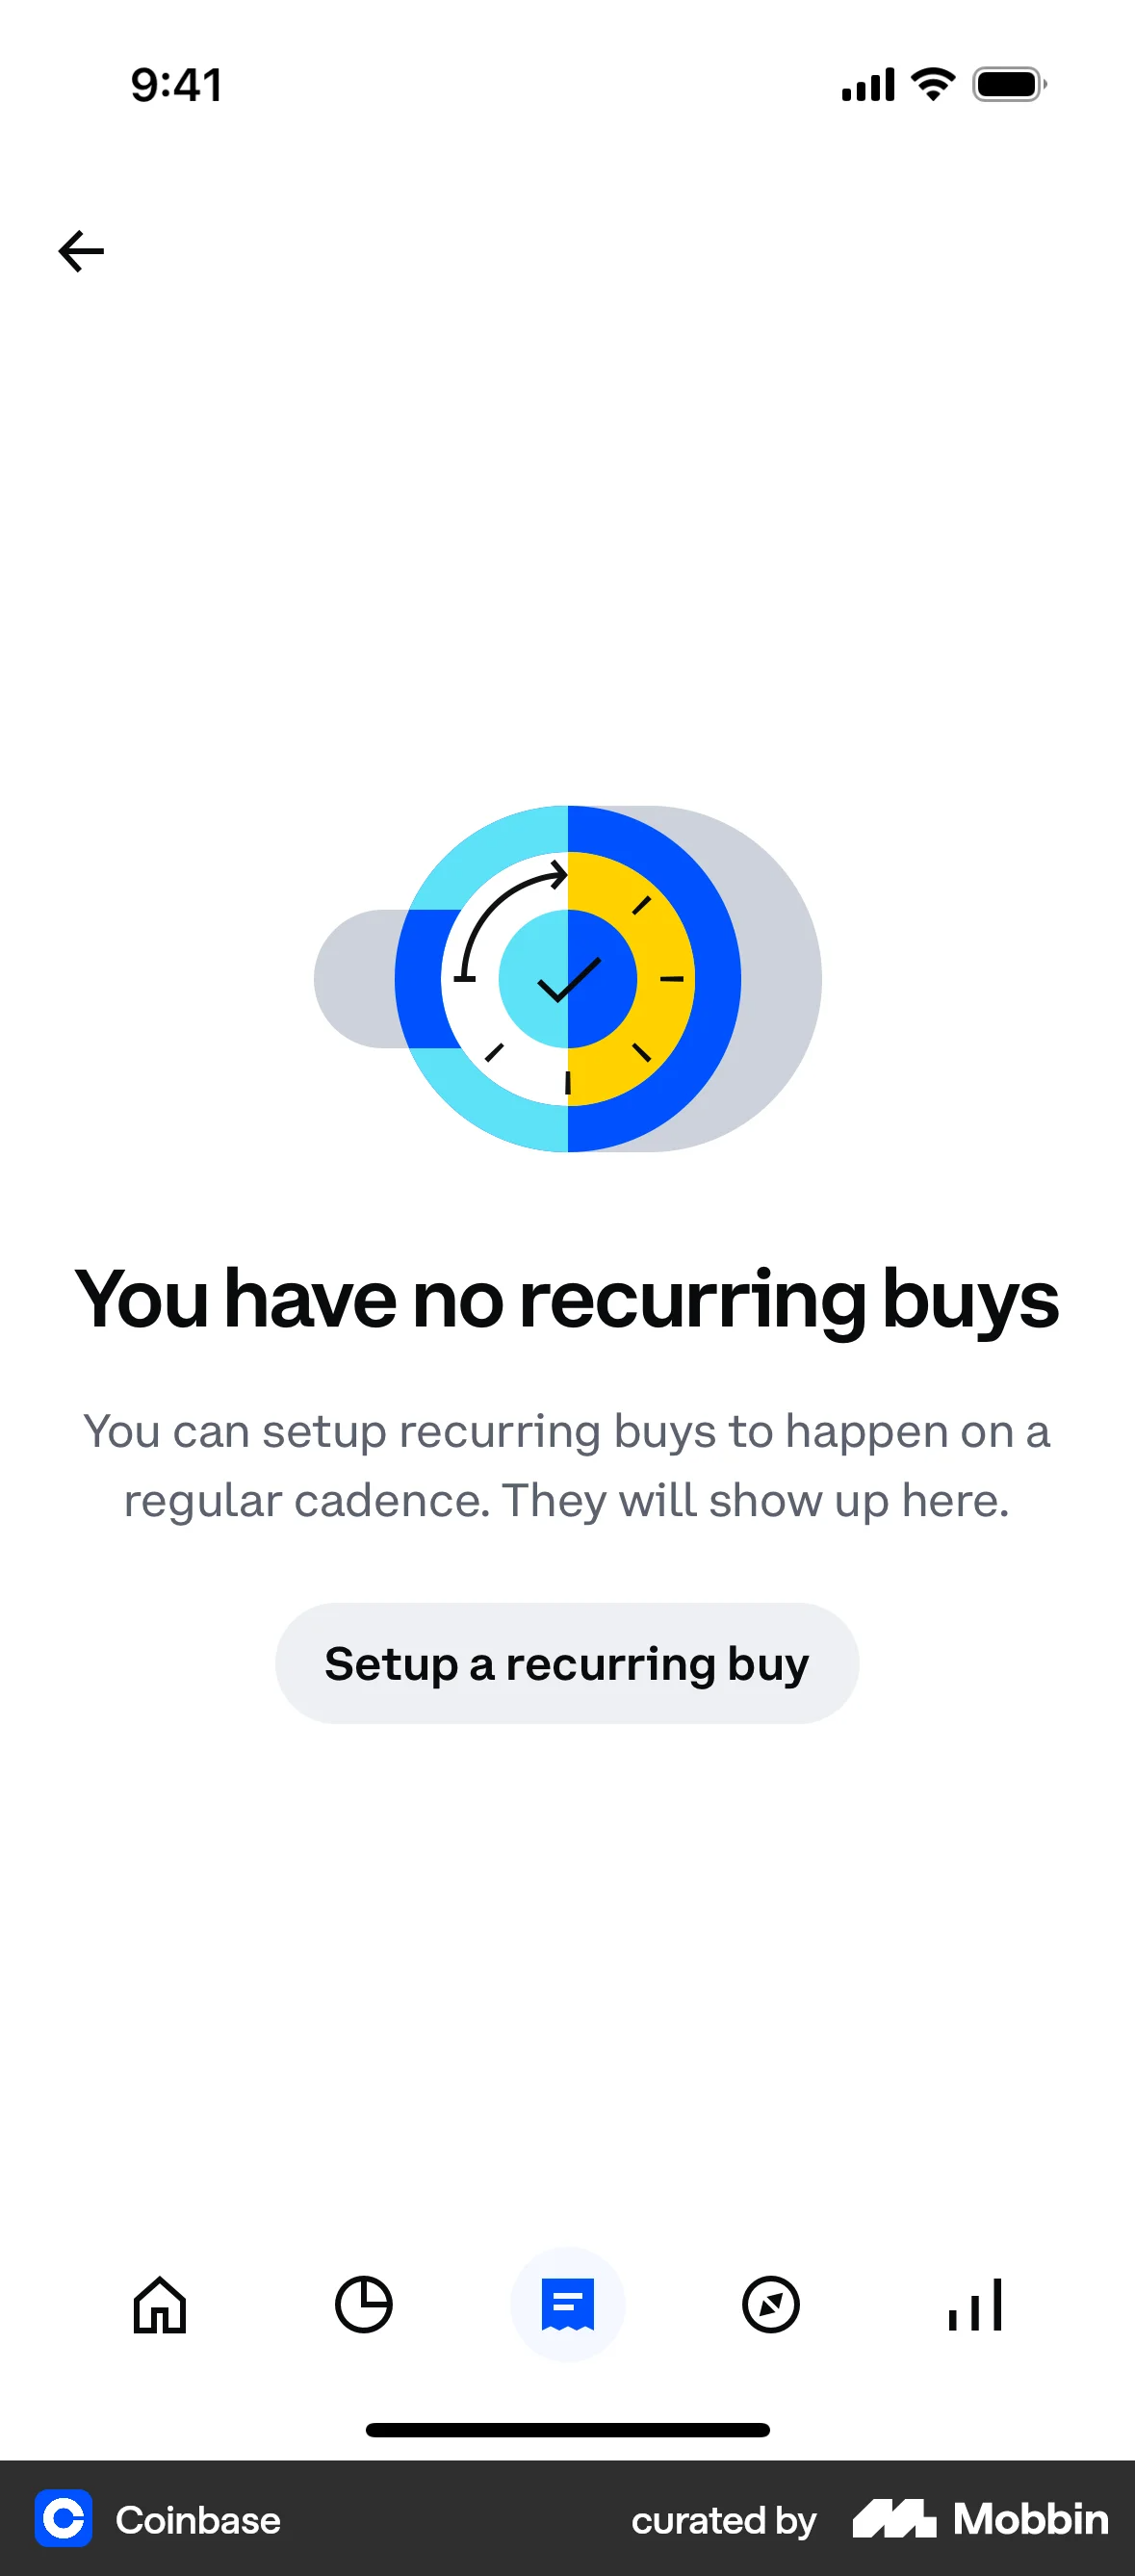 9:41
You have no recurring buys
You can setup recurring buys to happen on a
regular cadence. They will show up here.
Setup a recurring buy
Coinbase
curated by Mobbin